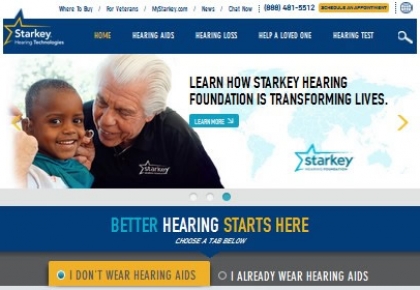 Where To Buy / For Veterans / MyStarkey.com / News / Chat Now / (888) 481-5512 SCHEDULE AN APPOINTMENT
Starkey
Hearing Technologies
HOME HEARING AIDS HEARING LOSS HELP A LOVED ONE HEARING TEST
LEARN HOW STARKEY HEARING
FOUNDATION IS TRANSFORMING LIVES.
LEARN MORE
starkey
HEARING FOUNDATION
BETTER HEARING STARTS HERE
CHOOSE A TAB BELOW
I DON'T WEAR HEARING AIDS
I ALREADY WEAR HEARING AIDS